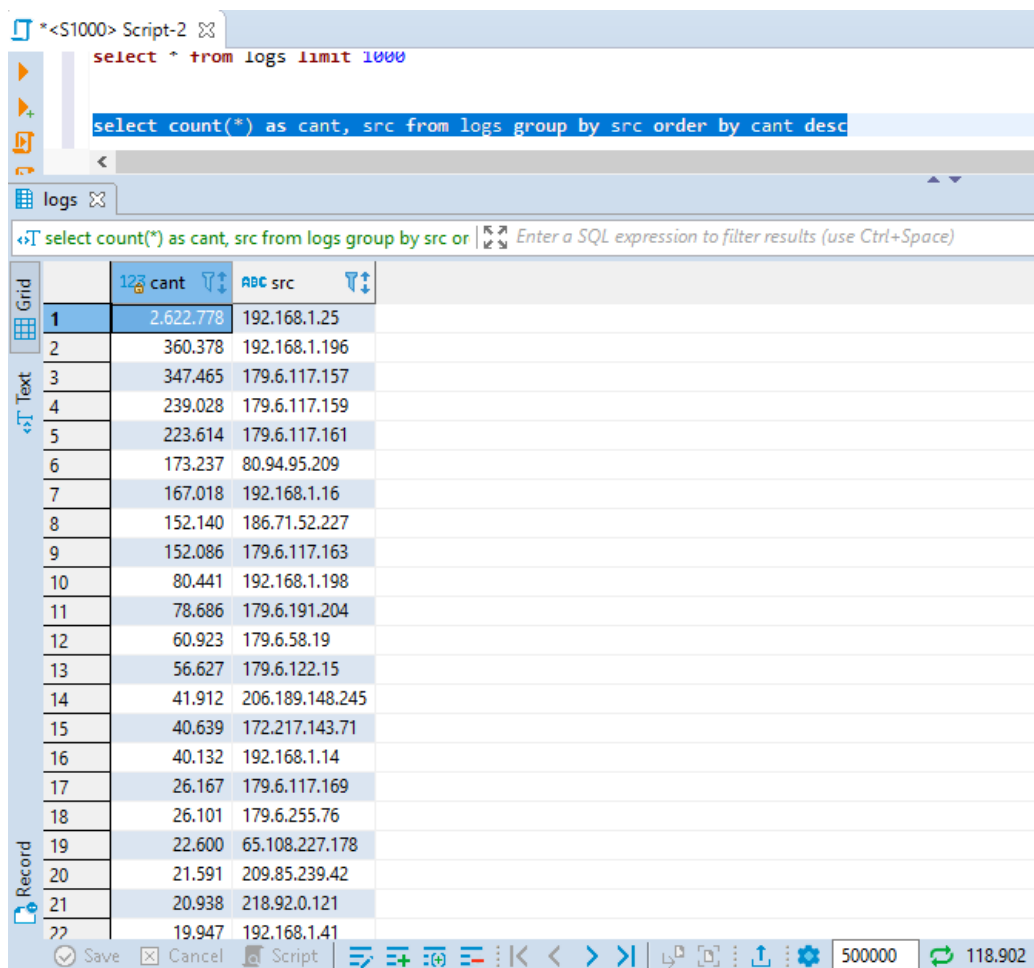 *<S1000> Script-2
select * from logs limit 1000
select count(*) as cant, src from logs group by src order by cant desc
logs
select count(*) as cant, src from logs group by src or Enter a SQL expression to filter results (use Ctrl+Space)
Grid
Text
Record
123 cant ABC src
1 2.622.778 192.168.1.25
2 360.378 192.168.1.196
3 347.465 179.6.117.157
4 239.028 179.6.117.159
5 223.614 179.6.117.161
6 173.237 80.94.95.209
7 167.018 192.168.1.16
8 152.140 186.71.52.227
9 152.086 179.6.117.163
10 80.441 192.168.1.198
11 78.686 179.6.191.204
12 60.923 179.6.58.19
13 56.627 179.6.122.15
14 41.912 206.189.148.245
15 40.639 172.217.143.71
16 40.132 192.168.1.14
17 26.167 179.6.117.169
18 26.101 179.6.255.76
19 22.600 65.108.227.178
20 21.591 209.85.239.42
21 20.938 218.92.0.121
22 19.947 192.168.1.41
Save Cancel Script 500000 118.902